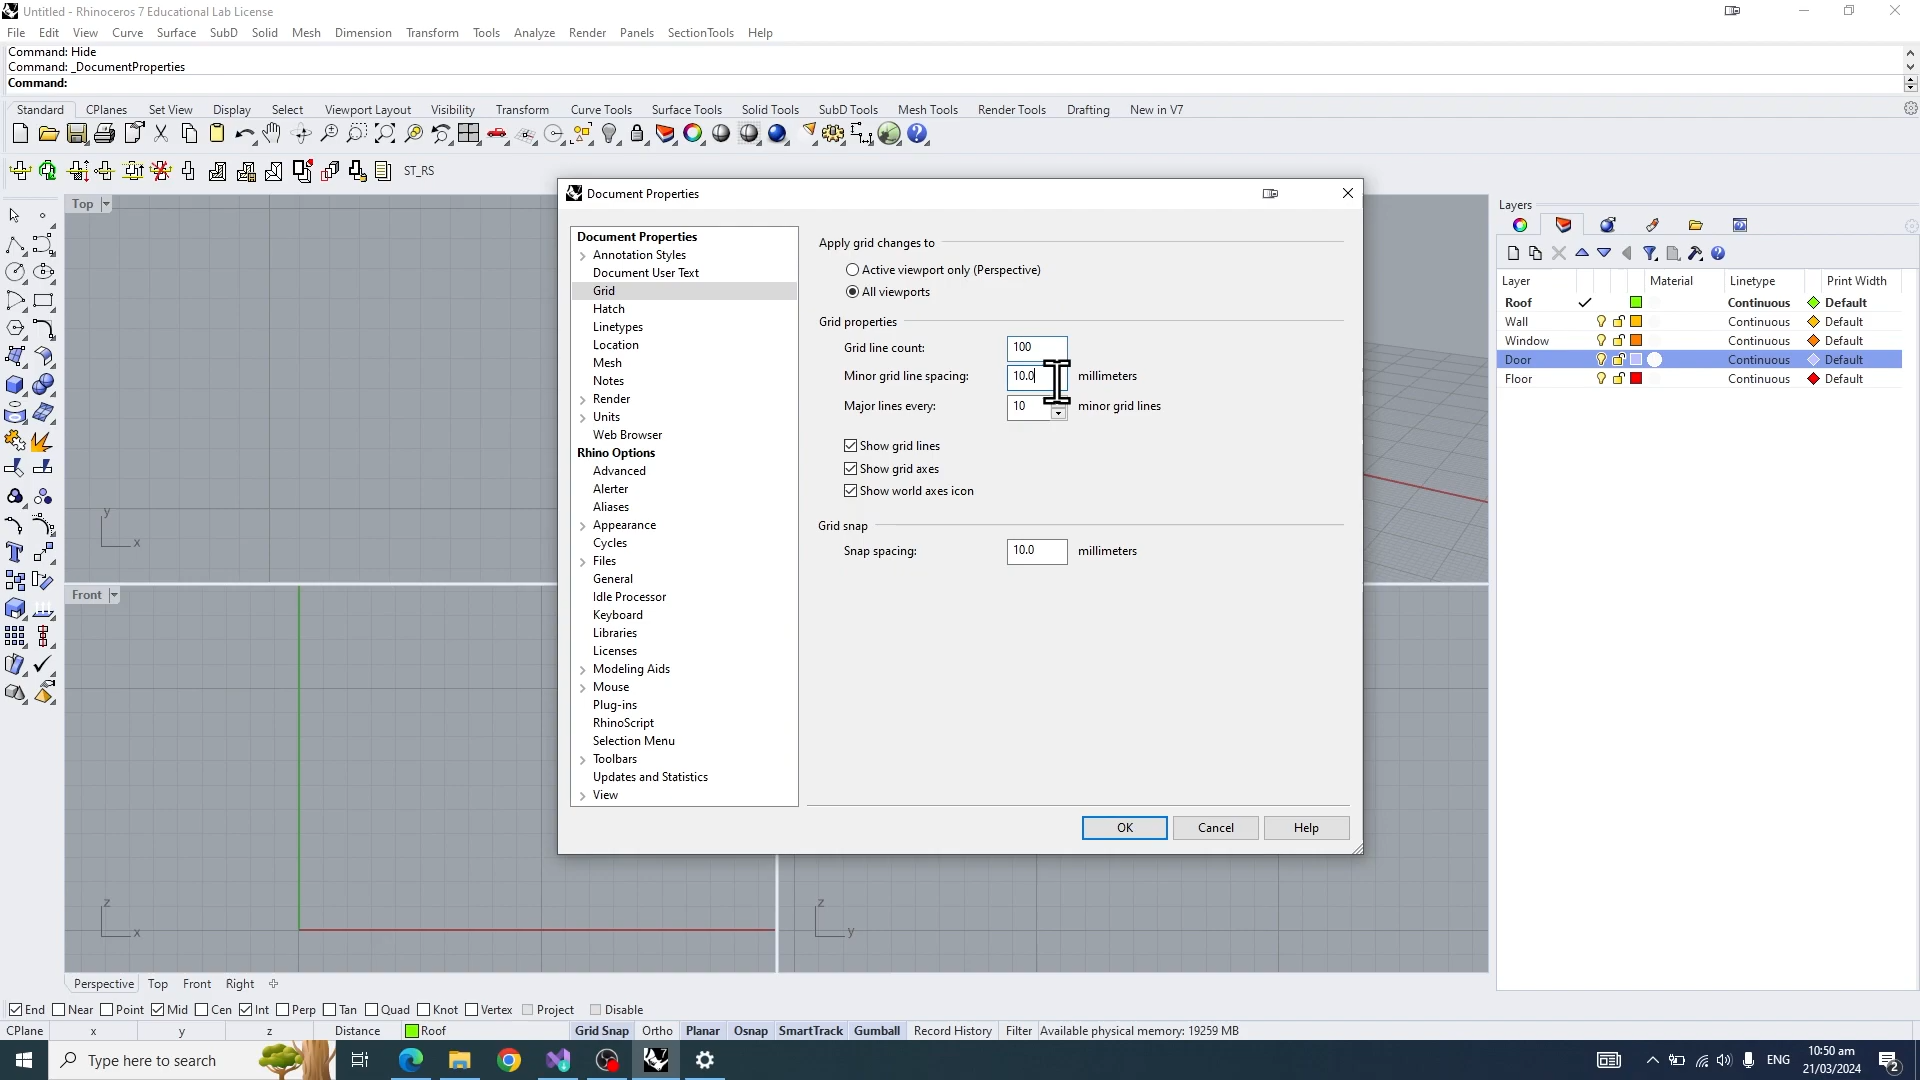 Untitled - Rhinoceros 7 Educational Lab License
File Edit View Curve Surface SubD Solid Mesh Dimension Transform Tools Analyze Render Panels SectionTools Help
Command: Hide
Command: _DocumentProperties
Command:
Standard CPlanes Set View Display Select Viewport Layout Visibility Transform Curve Tools Surface Tools Solid Tools SubD Tools Mesh Tools Render Tools Drafting New in V7
ST_RS
Top
Document Properties
Document Properties
Annotation Styles
Document User Text
Grid
Hatch
Linetypes
Location
Mesh
Notes
Render
Units
Web Browser
Rhino Options
Advanced
Alerter
Aliases
Appearance
Cycles
Files
General
Idle Processor
Keyboard
Libraries
Licenses
Modeling Aids
Mouse
Plug-ins
RhinoScript
Selection Menu
Toolbars
Updates and Statistics
View
Apply grid changes to
Active viewport only (Perspective)
All viewports
Grid properties
Grid line count: 100
Minor grid line spacing: 10.0 millimeters
Major lines every: 10 minor grid lines
Show grid lines
Show grid axes
Show world axes icon
Grid snap
Snap spacing: 10.0 millimeters
OK Cancel Help
Layers
Layer Material Linetype Print Width
Roof Continuous Default
Wall Continuous Default
Window Continuous Default
Door Continuous Default
Floor Continuous Default
y
x
Front
z
x
z
y
Perspective Top Front Right
End Near Point Mid Cen Int Perp Tan Quad Knot Vertex Project Disable
CPlane x y z Distance Roof Grid Snap Ortho Planar Osnap SmartTrack Gumball Record History Filter Available physical memory: 19259 MB
Type here to search
ENG
10:50 am
21/03/2024
2